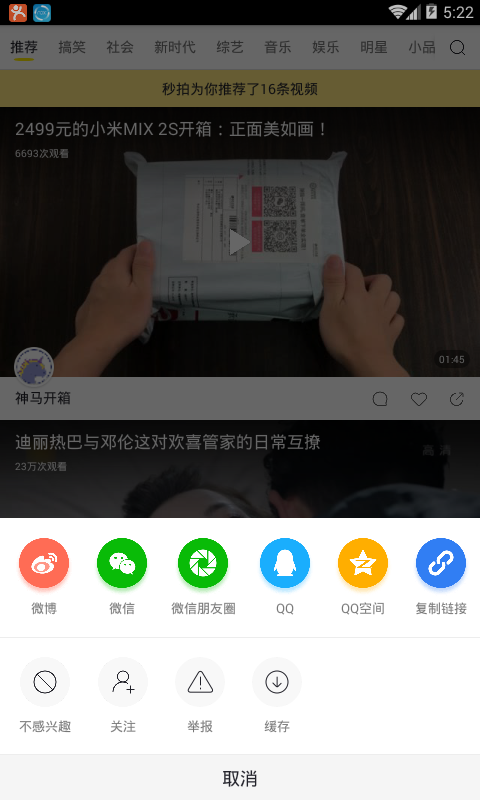 5:22
推荐 搞笑 社会 新时代 综艺 音乐 娱乐 明星 小品
秒拍为你推荐了16条视频
2499元的小米MIX 2S开箱：正面美如画！
6693次观看
01:45
神马开箱
迪丽热巴与邓伦这对欢喜管家的日常互撩
23万次观看
高清
微博 微信 微信朋友圈 QQ QQ空间 复制链接
不感兴趣 关注 举报 缓存
取消